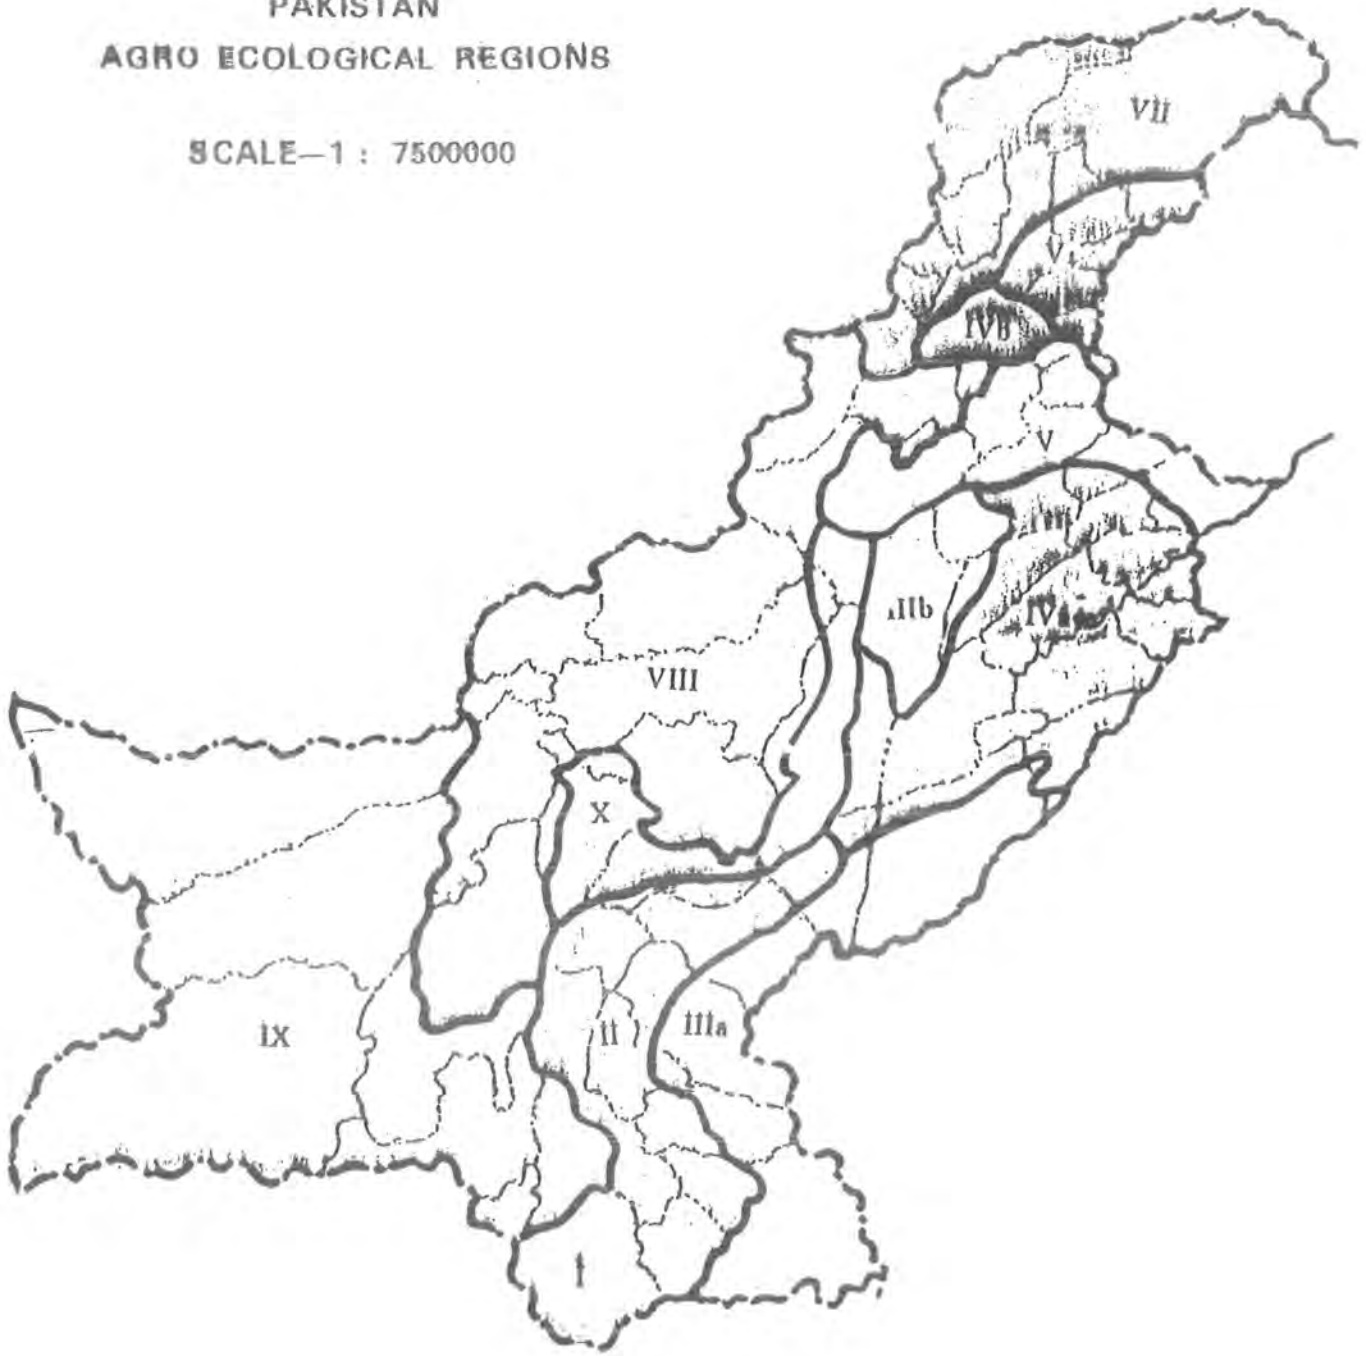 PAKISTAN
AGRO ECOLOGICAL REGIONS
SCALE—1 : 7500000
VII
IVb
V
IIIb
VIII
X
IX
II
IIIa
I